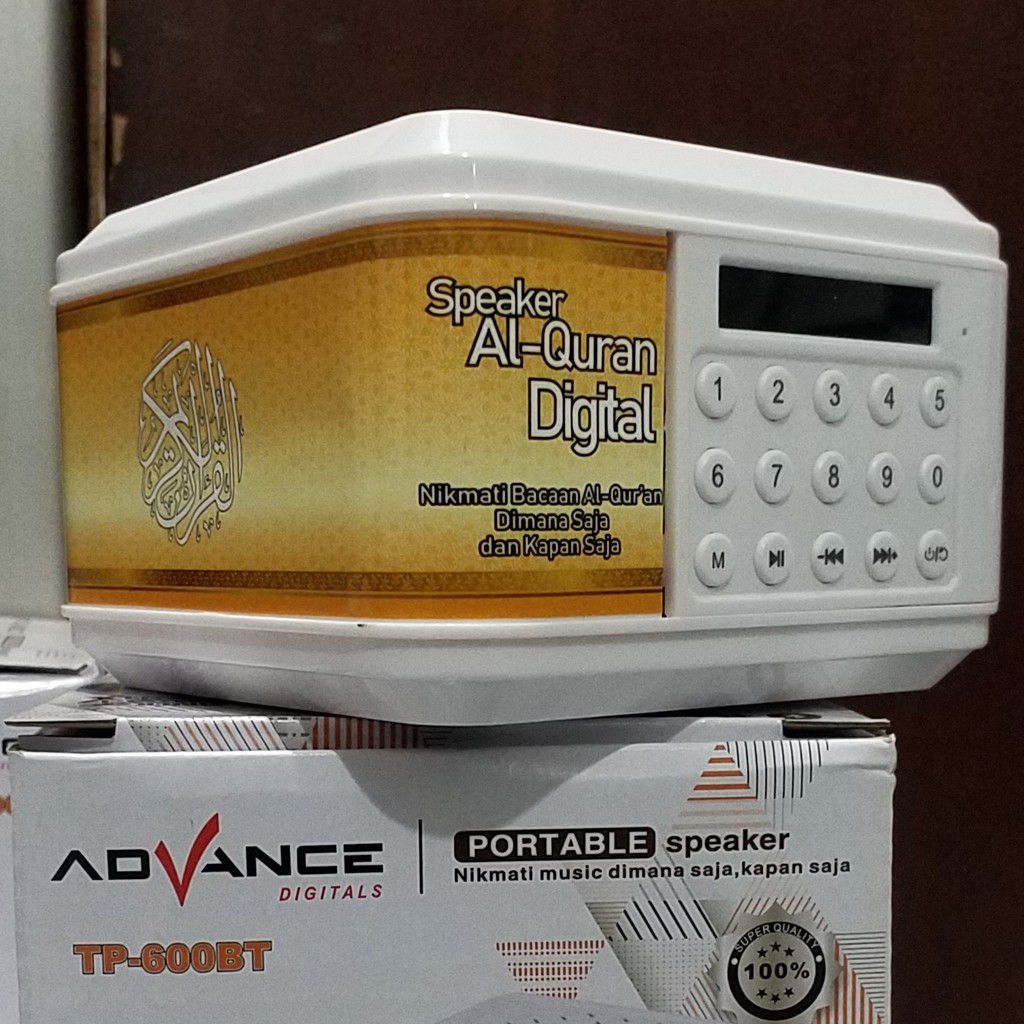 Speaker
Al-Quran
Digital
القرآن الكريم
Nikmati Bacaan Al-Qur'an
Dimana Saja
dan Kapan Saja
1 2 3 4 5
6 7 8 9 0
M
ADVANCE
DIGITALS
PORTABLE speaker
Nikmati music dimana saja,kapan saja
TP-600BT
SUPER QUALITY
100%